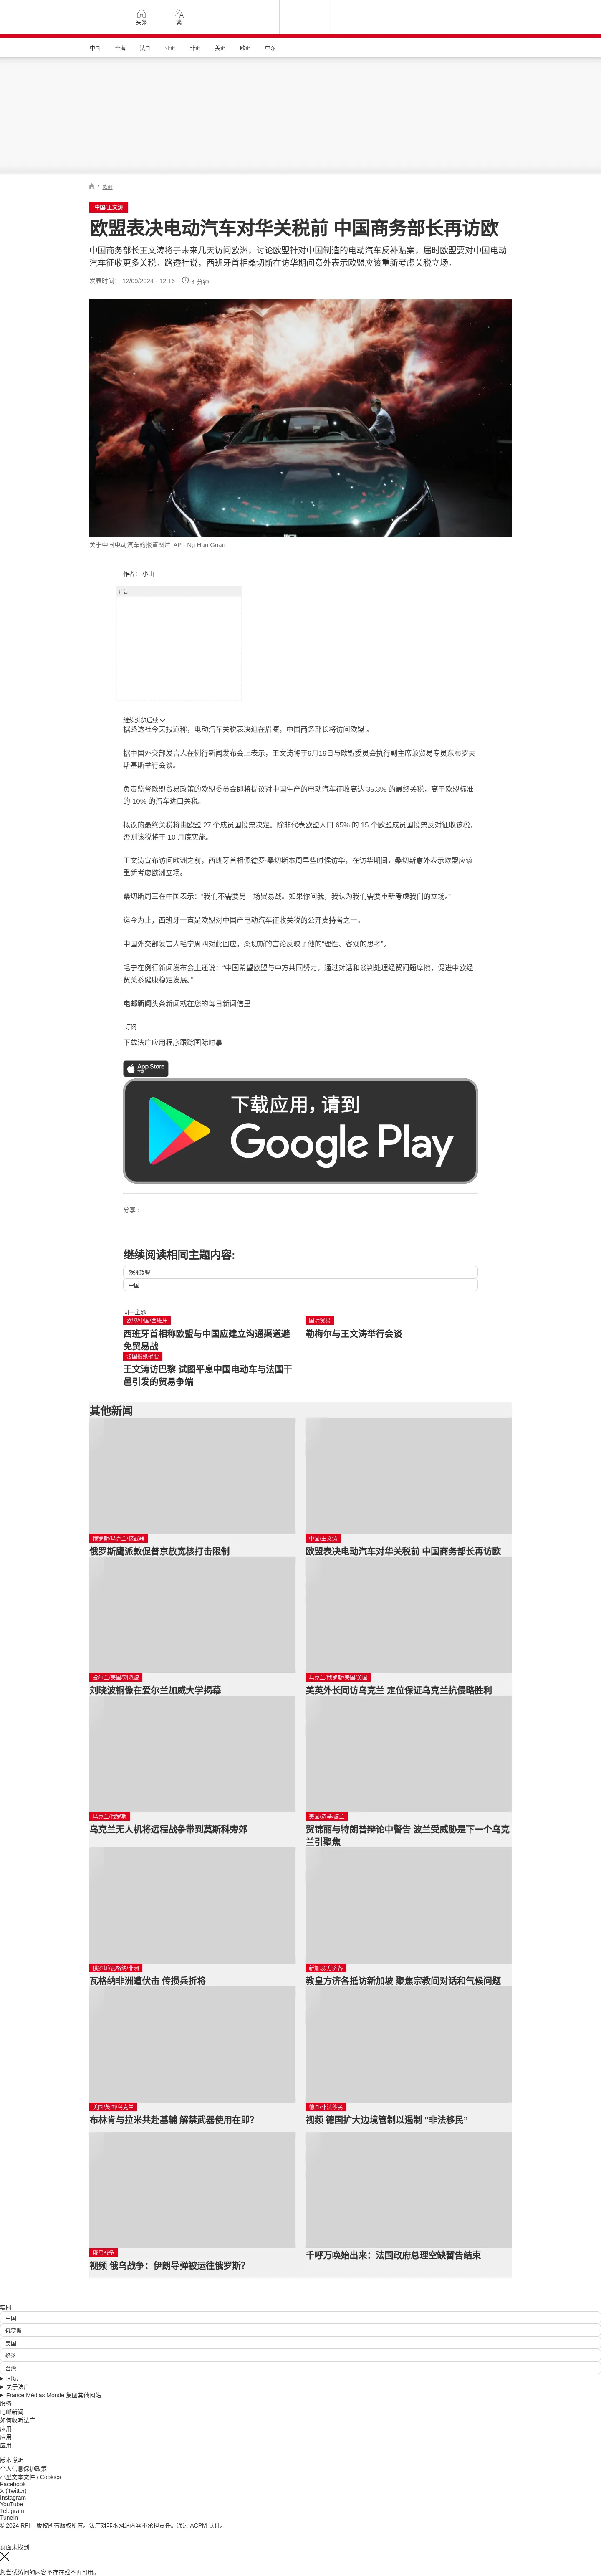 头条
繁
中国
台海
法国
亚洲
非洲
美洲
欧洲
中东
/ 欧洲
中国/王文涛
欧盟表决电动汽车对华关税前 中国商务部长再访欧
中国商务部长王文涛将于未来几天访问欧洲，讨论欧盟针对中国制造的电动汽车反补贴案，届时欧盟要对中国电动
汽车征收更多关税。路透社说，西班牙首相桑切斯在访华期间意外表示欧盟应该重新考虑关税立场。
发表时间： 12/09/2024 - 12:16
4 分钟
关于中国电动汽车的报道图片 AP - Ng Han Guan
作者： 小山
广告
继续浏览后续
据路透社今天报道称，电动汽车关税表决迫在眉睫，中国商务部长将访问欧盟 。
据中国外交部发言人在例行新闻发布会上表示，王文涛将于9月19日与欧盟委员会执行副主席兼贸易专员东布罗夫
斯基斯举行会谈。
负责监督欧盟贸易政策的欧盟委员会即将提议对中国生产的电动汽车征收高达 35.3% 的最终关税，高于欧盟标准
的 10% 的汽车进口关税。
拟议的最终关税将由欧盟 27 个成员国投票决定。除非代表欧盟人口 65% 的 15 个欧盟成员国投票反对征收该税，
否则该税将于 10 月底实施。
王文涛宣布访问欧洲之前，西班牙首相佩德罗·桑切斯本周早些时候访华，在访华期间，桑切斯意外表示欧盟应该
重新考虑欧洲立场。
桑切斯周三在中国表示：“我们不需要另一场贸易战。如果你问我，我认为我们需要重新考虑我们的立场。”
迄今为止，西班牙一直是欧盟对中国产电动汽车征收关税的公开支持者之一。
中国外交部发言人毛宁周四对此回应，桑切斯的言论反映了他的“理性、客观的思考”。
毛宁在例行新闻发布会上还说：“中国希望欧盟与中方共同努力，通过对话和谈判处理经贸问题摩擦，促进中欧经
贸关系健康稳定发展。”
电邮新闻头条新闻就在您的每日新闻信里
订阅
下载法广应用程序跟踪国际时事
App Store
下载
下载应用，请到
Google Play
分享 :
继续阅读相同主题内容:
欧洲联盟
中国
同一主题
欧盟/中国/西班牙
西班牙首相称欧盟与中国应建立沟通渠道避
免贸易战
国际贸易
勒梅尔与王文涛举行会谈
法国报纸摘要
王文涛访巴黎 试图平息中国电动车与法国干
邑引发的贸易争端
其他新闻
俄罗斯/乌克兰/核武器
俄罗斯鹰派敦促普京放宽核打击限制
中国/王文涛
欧盟表决电动汽车对华关税前 中国商务部长再访欧
爱尔兰/美国/刘晓波
刘晓波铜像在爱尔兰加威大学揭幕
乌克兰/俄罗斯/美国/英国
美英外长同访乌克兰 定位保证乌克兰抗侵略胜利
乌克兰/俄罗斯
乌克兰无人机将远程战争带到莫斯科旁郊
美国/选举/波兰
贺锦丽与特朗普辩论中警告 波兰受威胁是下一个乌克
兰引聚焦
俄罗斯/瓦格纳/非洲
瓦格纳非洲遭伏击 传损兵折将
新加坡/方济各
教皇方济各抵访新加坡 聚焦宗教间对话和气候问题
美国/英国/乌克兰
布林肯与拉米共赴基辅 解禁武器使用在即？
德国/非法移民
视频 德国扩大边境管制以遏制 "非法移民"
俄乌战争
视频 俄乌战争：伊朗导弹被运往俄罗斯？
千呼万唤始出来：法国政府总理空缺暂告结束
实时
中国
俄罗斯
美国
经济
台湾
国际
关于法广
France Médias Monde 集团其他网站
服务
电邮新闻
如何收听法广
应用
应用
应用
版本说明
个人信息保护政策
小型文本文件 / Cookies
Facebook
X (Twitter)
Instagram
YouTube
Telegram
TuneIn
© 2024 RFI – 版权所有版权所有。法广对非本网站内容不承担责任。通过 ACPM 认证。
页面未找到
您尝试访问的内容不存在或不再可用。